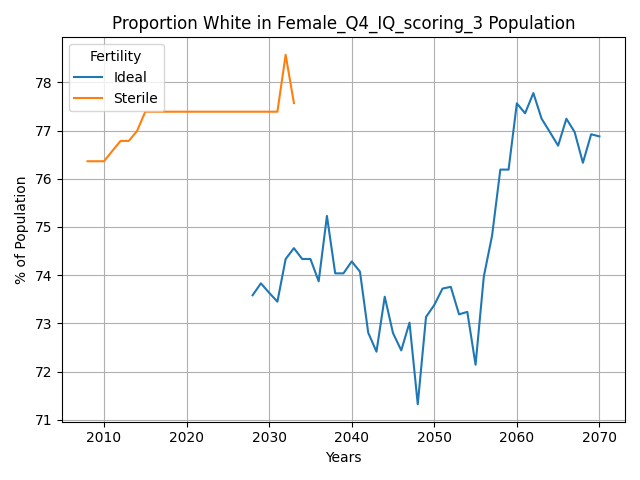 Proportion White in Female_Q4_IQ_scoring_3 Population
Fertility
Ideal
Sterile
% of Population
78
77
76
75
74
73
72
71
2010 2020 2030 2040 2050 2060 2070
Years